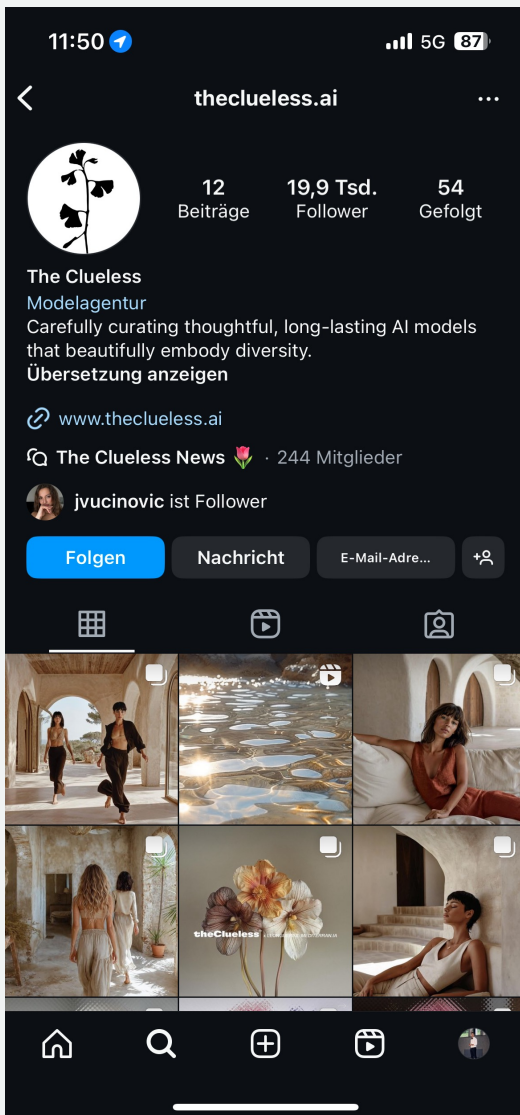 11:50
5G 87
theclueless.ai
12
Beiträge
19,9 Tsd.
Follower
54
Gefolgt
The Clueless
Modelagentur
Carefully curating thoughtful, long-lasting AI models
that beautifully embody diversity.
Übersetzung anzeigen
www.theclueless.ai
The Clueless News 🌷 · 244 Mitglieder
jvucinovic ist Follower
Folgen
Nachricht
E-Mail-Adre...
theClueless